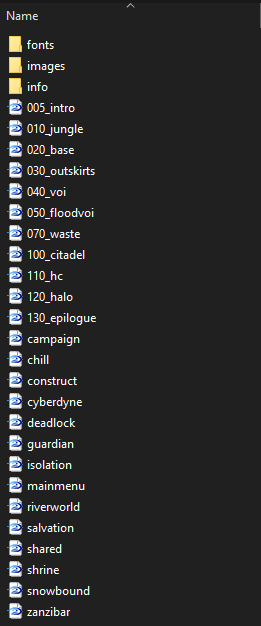 Name
fonts
images
info
005_intro
010_jungle
020_base
030_outskirts
040_voi
050_floodvoi
070_waste
100_citadel
110_hc
120_halo
130_epilogue
campaign
chill
construct
cyberdyne
deadlock
guardian
isolation
mainmenu
riverworld
salvation
shared
shrine
snowbound
zanzibar